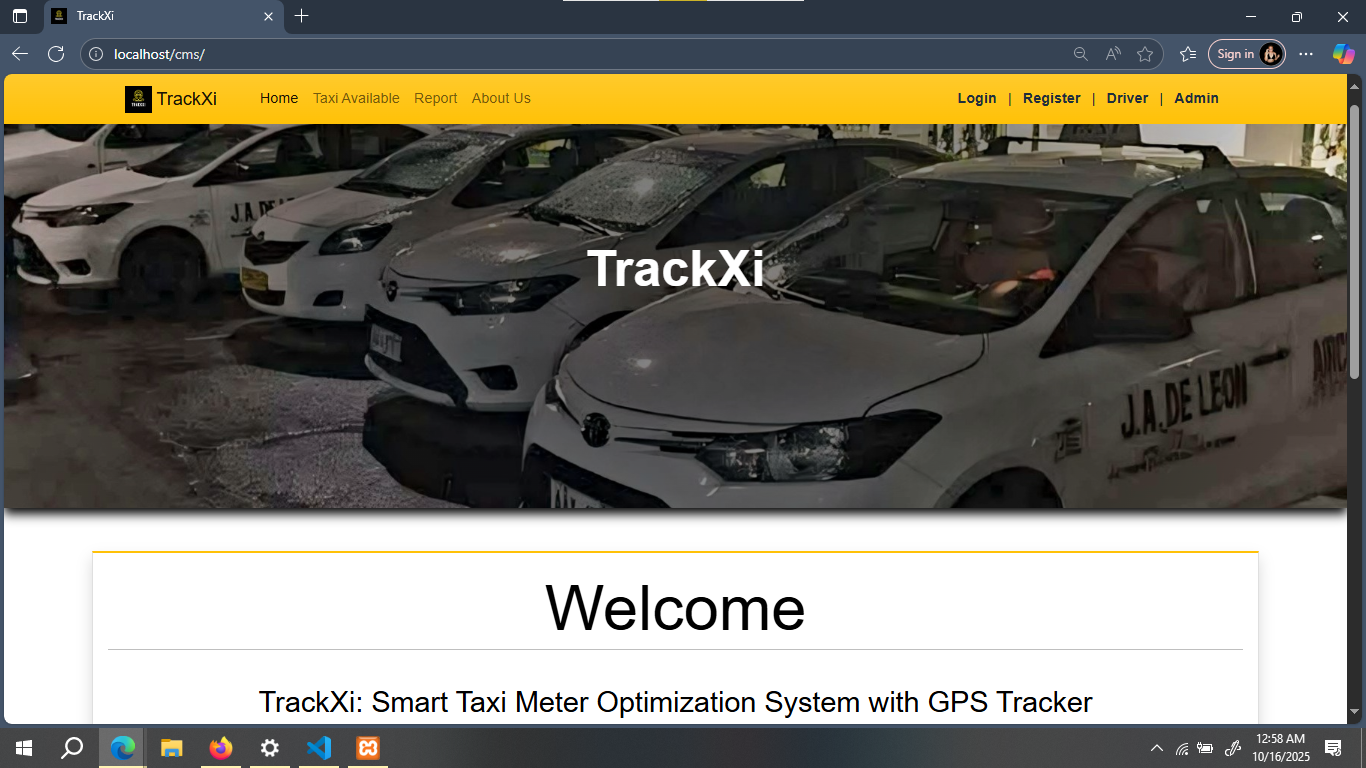 TrackXi
localhost/cms/
Sign in
TrackXi Home Taxi Available Report About Us Login | Register | Driver | Admin
J.A.DE LEON
TrackXi
Welcome
TrackXi: Smart Taxi Meter Optimization System with GPS Tracker
12:58 AM
10/16/2025